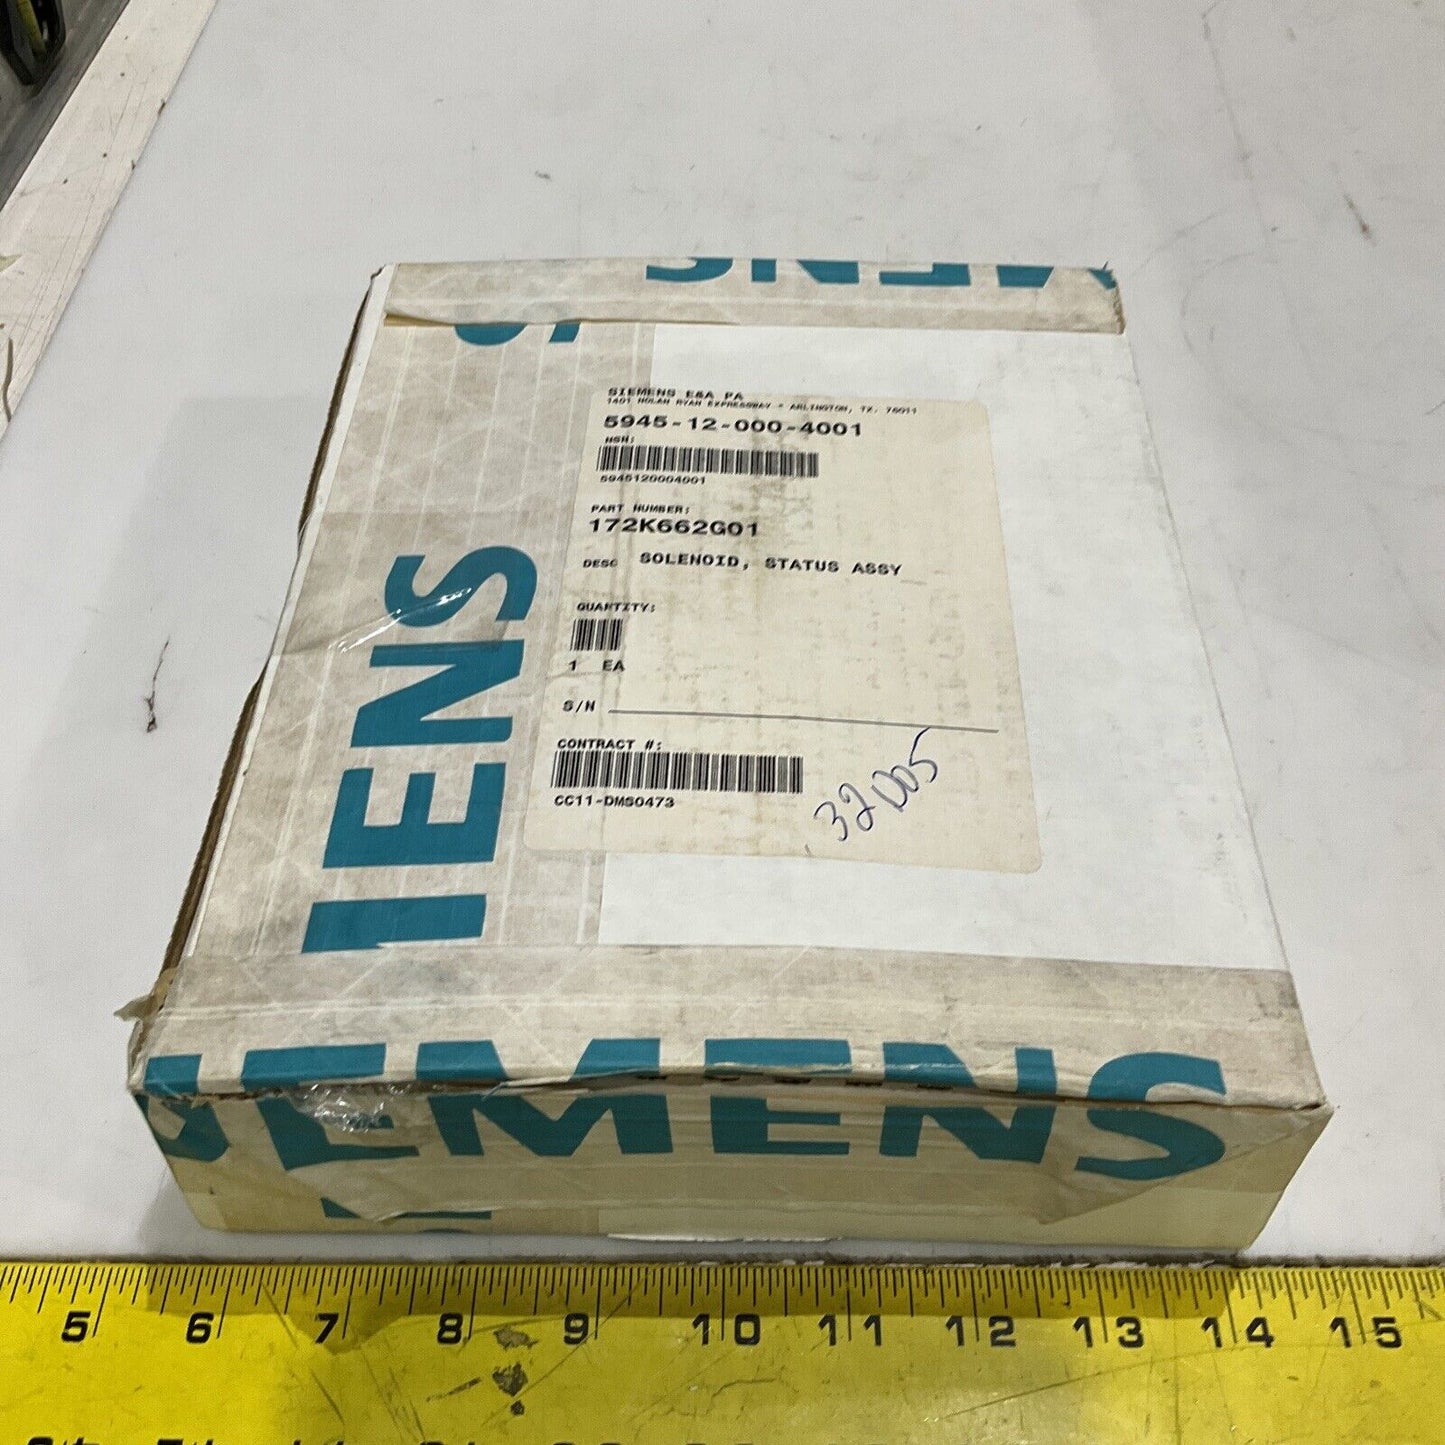 SIEMENS
SIEMENS E&A PA
1401 NOLAN RYAN EXPRESSWAY - ARLINGTON, TX. 76011
5945-12-000-4001
NSN:
5945120004001
PART NUMBER:
172K662G01
DESC SOLENOID, STATUS ASSY
QUANTITY:
1 EA
S/N
CONTRACT #:
CC11-DMS0473
IENS
SIEMENS
5 6 7 8 9 10 11 12 13 14 15